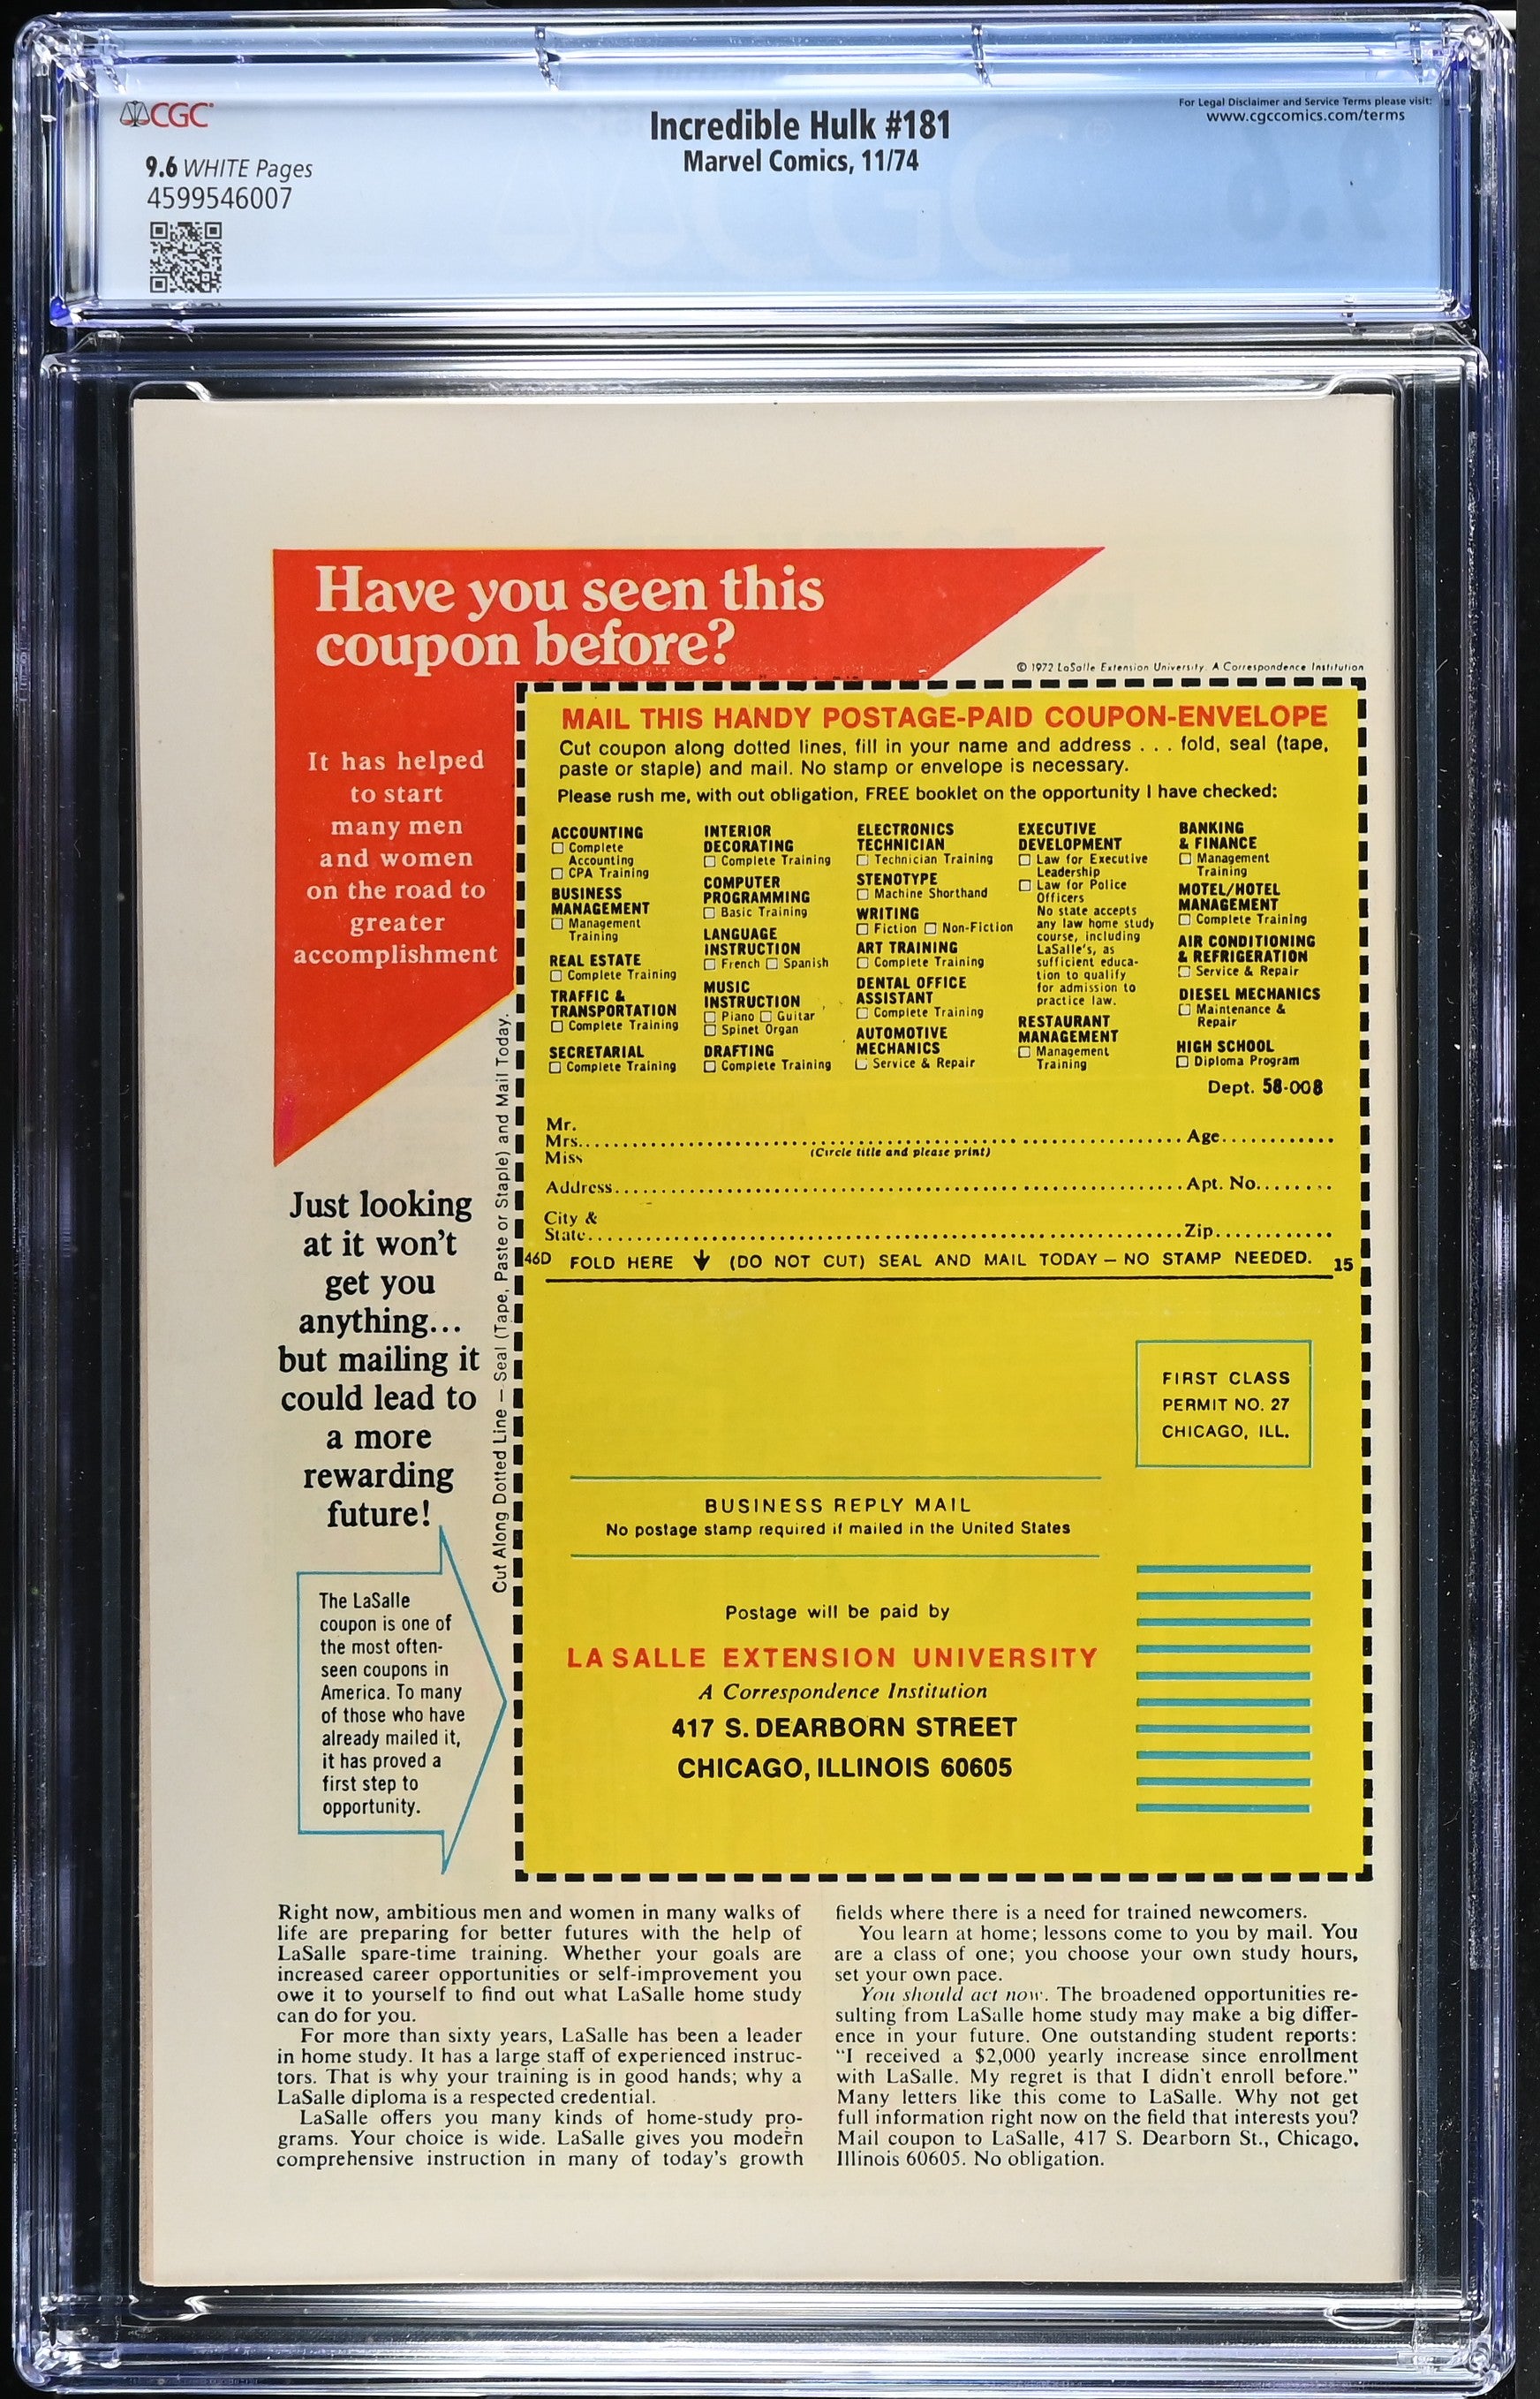 CGC
9.6 WHITE Pages
4599546007
Incredible Hulk #181
Marvel Comics, 11/74
For Legal Disclaimer and Service Terms please visit:
www.cgccomics.com/terms
Have you seen this
coupon before?
It has helped
to start
many men
and women
on the road to
greater
accomplishment
Just looking
at it won't
get you
anything...
but mailing it
could lead to
a more
rewarding
future!
The LaSalle
coupon is one of
the most often-
seen coupons in
America. To many
of those who have
already mailed it,
it has proved a
first step to
opportunity.
Cut Along Dotted Line — Seal (Tape, Paste or Staple) and Mail Today.
© 1972 LaSalle Extension University. A Correspondence Institution
MAIL THIS HANDY POSTAGE-PAID COUPON-ENVELOPE
Cut coupon along dotted lines, fill in your name and address . . . fold, seal (tape,
paste or staple) and mail. No stamp or envelope is necessary.
Please rush me, with out obligation, FREE booklet on the opportunity I have checked:
ACCOUNTING
☐ Complete
Accounting
☐ CPA Training
BUSINESS
MANAGEMENT
☐ Management
Training
REAL ESTATE
☐ Complete Training
TRAFFIC &
TRANSPORTATION
☐ Complete Training
SECRETARIAL
☐ Complete Training
INTERIOR
DECORATING
☐ Complete Training
COMPUTER
PROGRAMMING
☐ Basic Training
LANGUAGE
INSTRUCTION
☐ French ☐ Spanish
MUSIC
INSTRUCTION
☐ Piano ☐ Guitar
☐ Spinet Organ
DRAFTING
☐ Complete Training
ELECTRONICS
TECHNICIAN
☐ Technician Training
STENOTYPE
☐ Machine Shorthand
WRITING
☐ Fiction ☐ Non-Fiction
ART TRAINING
☐ Complete Training
DENTAL OFFICE
ASSISTANT
☐ Complete Training
AUTOMOTIVE
MECHANICS
☐ Service & Repair
EXECUTIVE
DEVELOPMENT
☐ Law for Executive
Leadership
☐ Law for Police
Officers
No state accepts
any law home study
course, including
LaSalle's, as
sufficient educa-
tion to qualify
for admission to
practice law.
RESTAURANT
MANAGEMENT
☐ Management
Training
BANKING
& FINANCE
☐ Management
Training
MOTEL/HOTEL
MANAGEMENT
☐ Complete Training
AIR CONDITIONING
& REFRIGERATION
☐ Service & Repair
DIESEL MECHANICS
☐ Maintenance &
Repair
HIGH SCHOOL
☐ Diploma Program
Dept. 58-008
Mr.
Mrs. Age
Miss (Circle title and please print)
Address Apt. No.
City &
State Zip
46D FOLD HERE ↓ (DO NOT CUT) SEAL AND MAIL TODAY — NO STAMP NEEDED. 15
FIRST CLASS
PERMIT NO. 27
CHICAGO, ILL.
BUSINESS REPLY MAIL
No postage stamp required if mailed in the United States
Postage will be paid by
LA SALLE EXTENSION UNIVERSITY
A Correspondence Institution
417 S. DEARBORN STREET
CHICAGO, ILLINOIS 60605
Right now, ambitious men and women in many walks of
life are preparing for better futures with the help of
LaSalle spare-time training. Whether your goals are
increased career opportunities or self-improvement you
owe it to yourself to find out what LaSalle home study
can do for you.
For more than sixty years, LaSalle has been a leader
in home study. It has a large staff of experienced instruc-
tors. That is why your training is in good hands; why a
LaSalle diploma is a respected credential.
LaSalle offers you many kinds of home-study pro-
grams. Your choice is wide. LaSalle gives you modern
comprehensive instruction in many of today's growth
fields where there is a need for trained newcomers.
You learn at home; lessons come to you by mail. You
are a class of one; you choose your own study hours,
set your own pace.
You should act now. The broadened opportunities re-
sulting from LaSalle home study may make a big differ-
ence in your future. One outstanding student reports:
"I received a $2,000 yearly increase since enrollment
with LaSalle. My regret is that I didn't enroll before."
Many letters like this come to LaSalle. Why not get
full information right now on the field that interests you?
Mail coupon to LaSalle, 417 S. Dearborn St., Chicago,
Illinois 60605. No obligation.